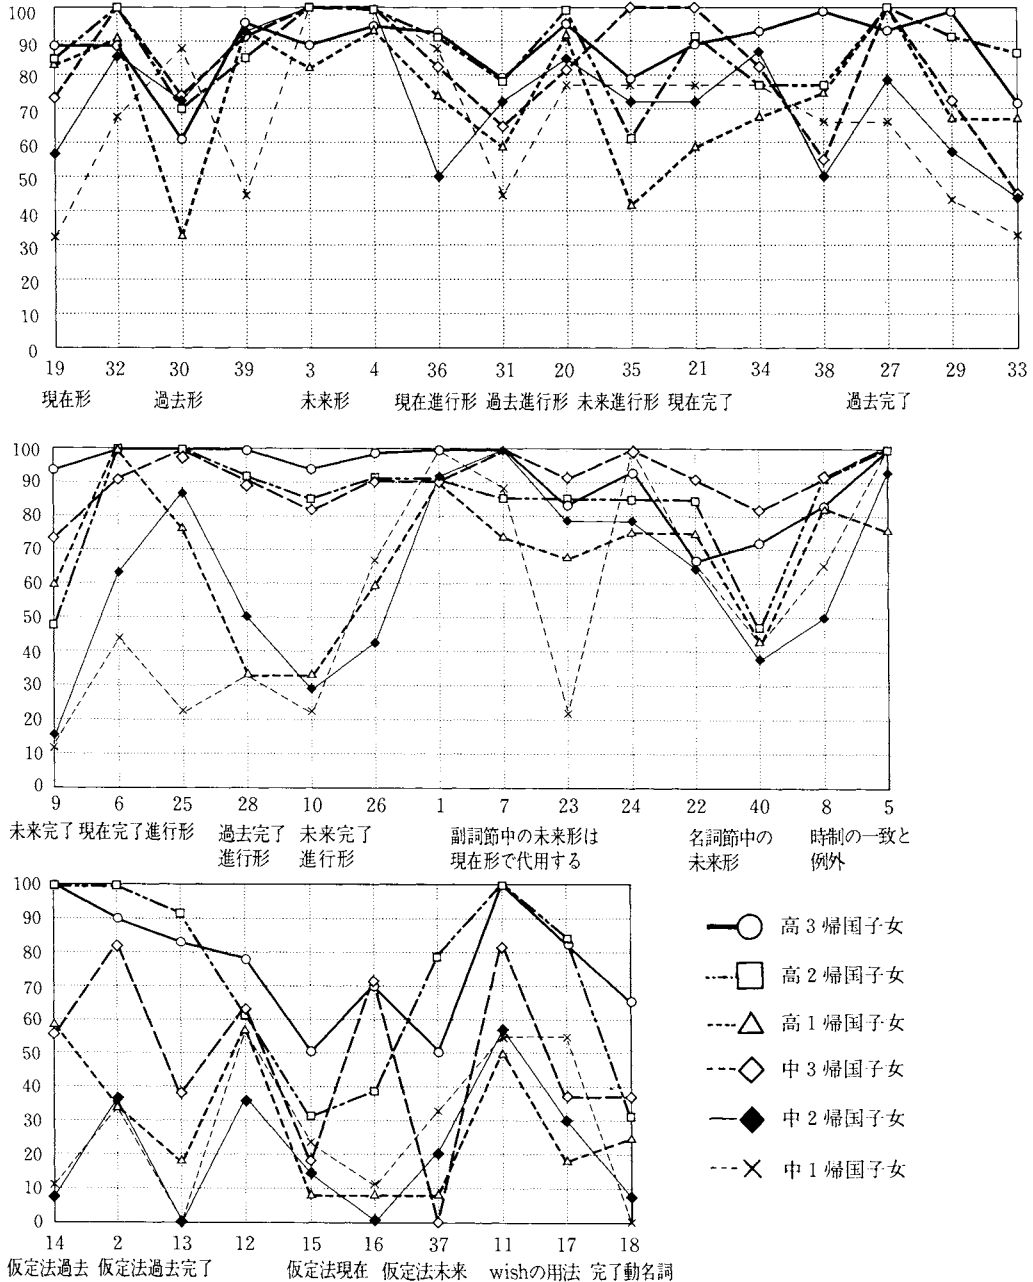 100
90
80
70
60
50
40
30
20
10
0
19 32 30 39 3 4 36 31 20 35 21 34 38 27 29 33
現在形 過去形 未来形 現在進行形 過去進行形 未来進行形 現在完了 過去完了
100
90
80
70
60
50
40
30
20
10
0
9 6 25 28 10 26 1 7 23 24 22 40 8 5
未来完了 現在完了進行形 過去完了 未来完了 副詞節中の未来形は 名詞節中の 時制の一致と
進行形 進行形 現在形で代用する 未来形 例外
100
90
80
70
60
50
40
30
20
10
0
14 2 13 12 15 16 37 11 17 18
仮定法過去 仮定法過去完了 仮定法現在 仮定法未来 wishの用法 完了動名詞
高3帰国子女
高2帰国子女
高1帰国子女
中3帰国子女
中2帰国子女
中1帰国子女